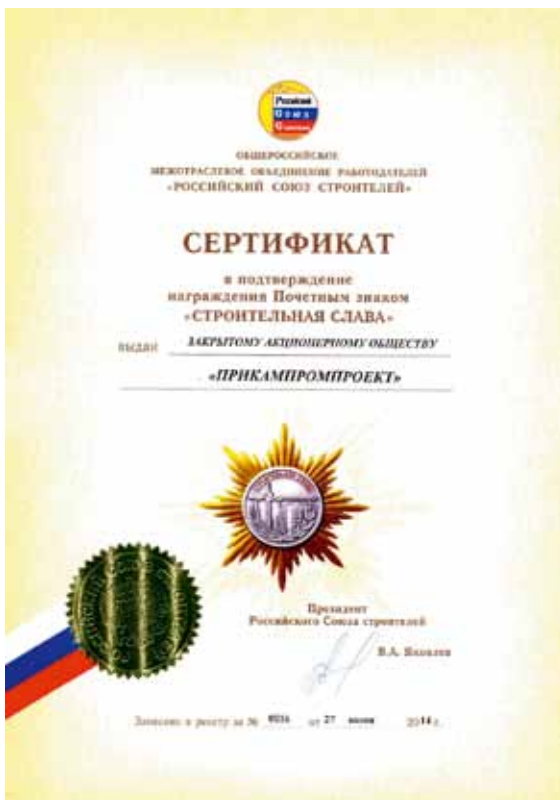 Российский
Союз
Строителей
ОБЩЕРОССИЙСКОЕ
МЕЖОТРАСЛЕВОЕ ОБЪЕДИНЕНИЕ РАБОТОДАТЕЛЕЙ
«РОССИЙСКИЙ СОЮЗ СТРОИТЕЛЕЙ»
СЕРТИФИКАТ
в подтверждение
награждения Почетным знаком
«СТРОИТЕЛЬНАЯ СЛАВА»
ВЫДАН ЗАКРЫТОМУ АКЦИОНЕРНОМУ ОБЩЕСТВУ
«ПРИКАМПРОМПРОЕКТ»
Президент
Российского Союза строителей
В.А. Яковлев
Записано в реестр за № от 27 2014 г.